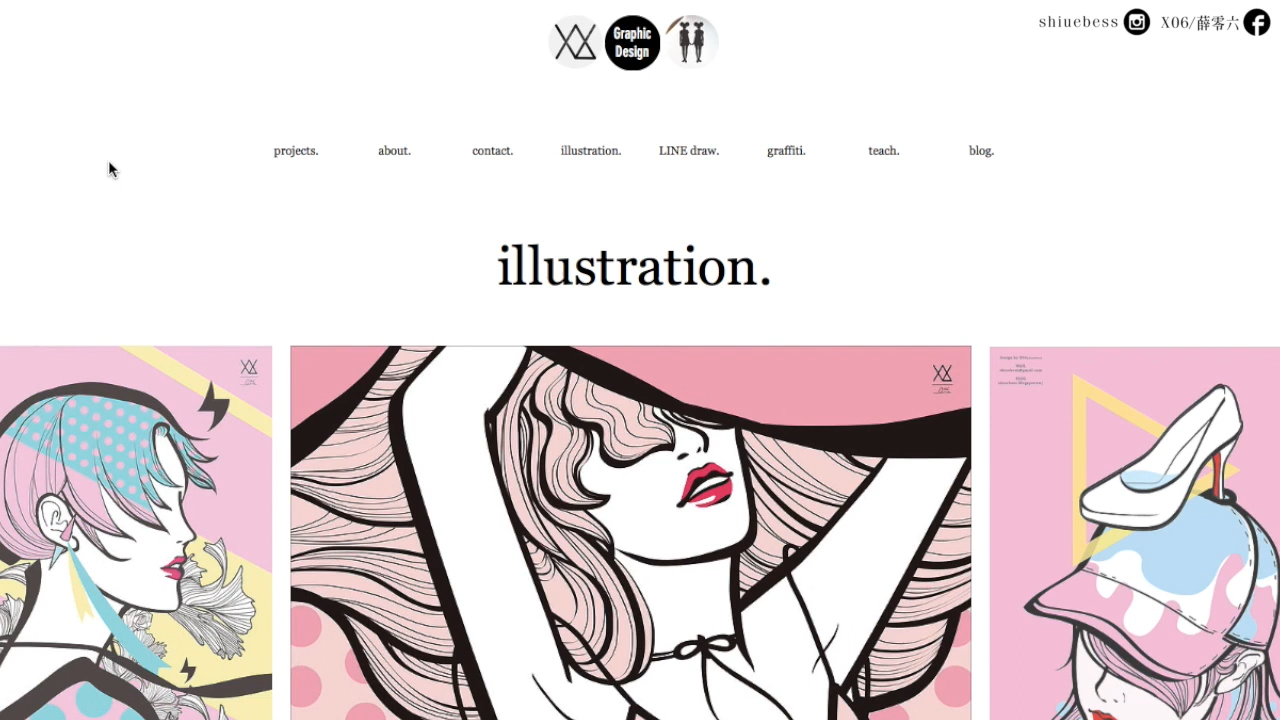 Graphic
Design
shiuebess
X06/薛零六
projects.
about.
contact.
illustration.
LINE draw.
graffiti.
teach.
blog.
illustration.